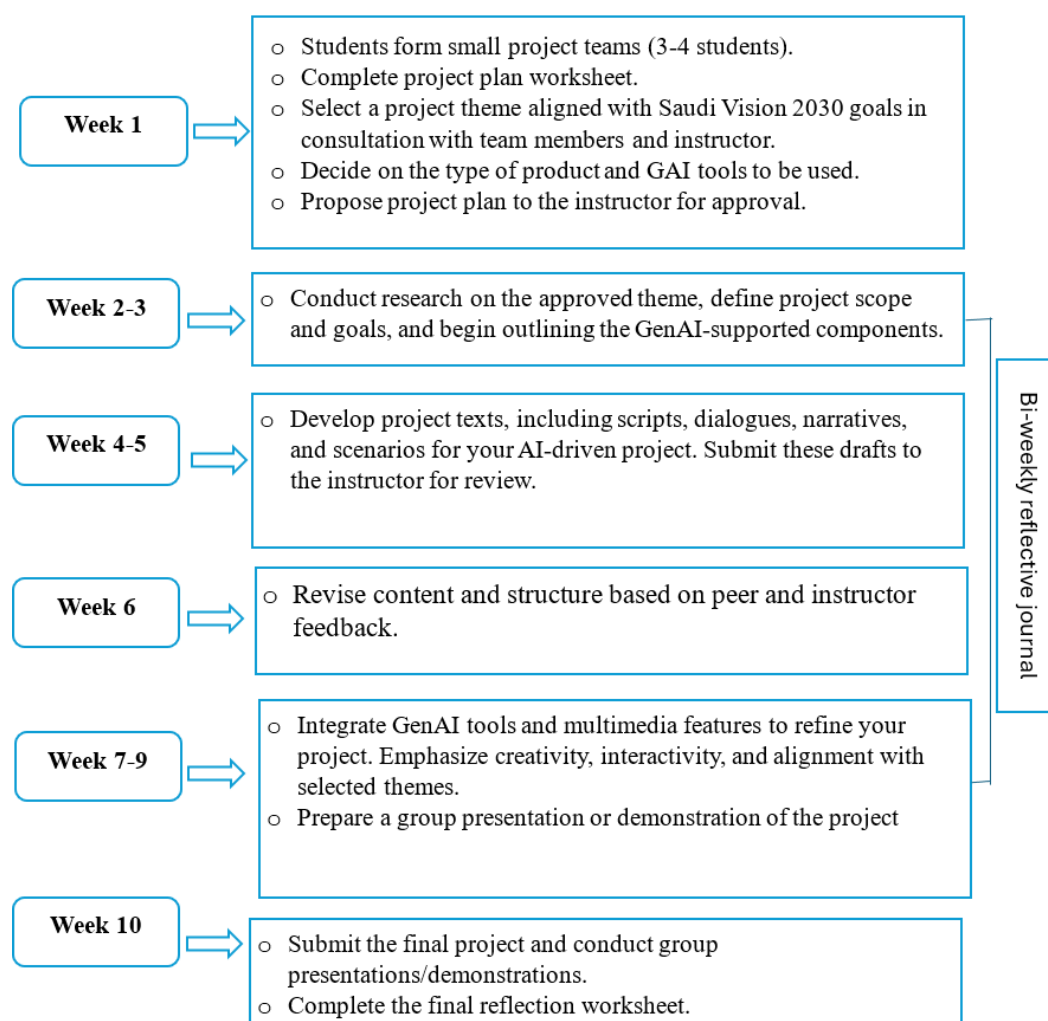 Week 1
o Students form small project teams (3-4 students).
o Complete project plan worksheet.
o Select a project theme aligned with Saudi Vision 2030 goals in
consultation with team members and instructor.
o Decide on the type of product and GAI tools to be used.
o Propose project plan to the instructor for approval.
Week 2-3
o Conduct research on the approved theme, define project scope
and goals, and begin outlining the GenAI-supported components.
Week 4-5
o Develop project texts, including scripts, dialogues, narratives,
and scenarios for your AI-driven project. Submit these drafts to
the instructor for review.
Week 6
o Revise content and structure based on peer and instructor
feedback.
Week 7-9
o Integrate GenAI tools and multimedia features to refine your
project. Emphasize creativity, interactivity, and alignment with
selected themes.
o Prepare a group presentation or demonstration of the project
Week 10
o Submit the final project and conduct group
presentations/demonstrations.
o Complete the final reflection worksheet.
Bi-weekly reflective journal